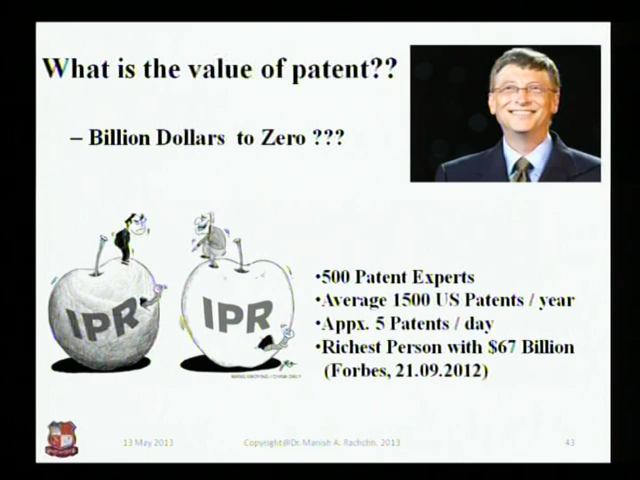 What is the value of patent??
– Billion Dollars to Zero ???
IPR
IPR
•500 Patent Experts
•Average 1500 US Patents / year
•Appx. 5 Patents / day
•Richest Person with $67 Billion
(Forbes, 21.09.2012)
13 May 2013
Copyright@Dr. Manish A. Rachchh. 2013
43